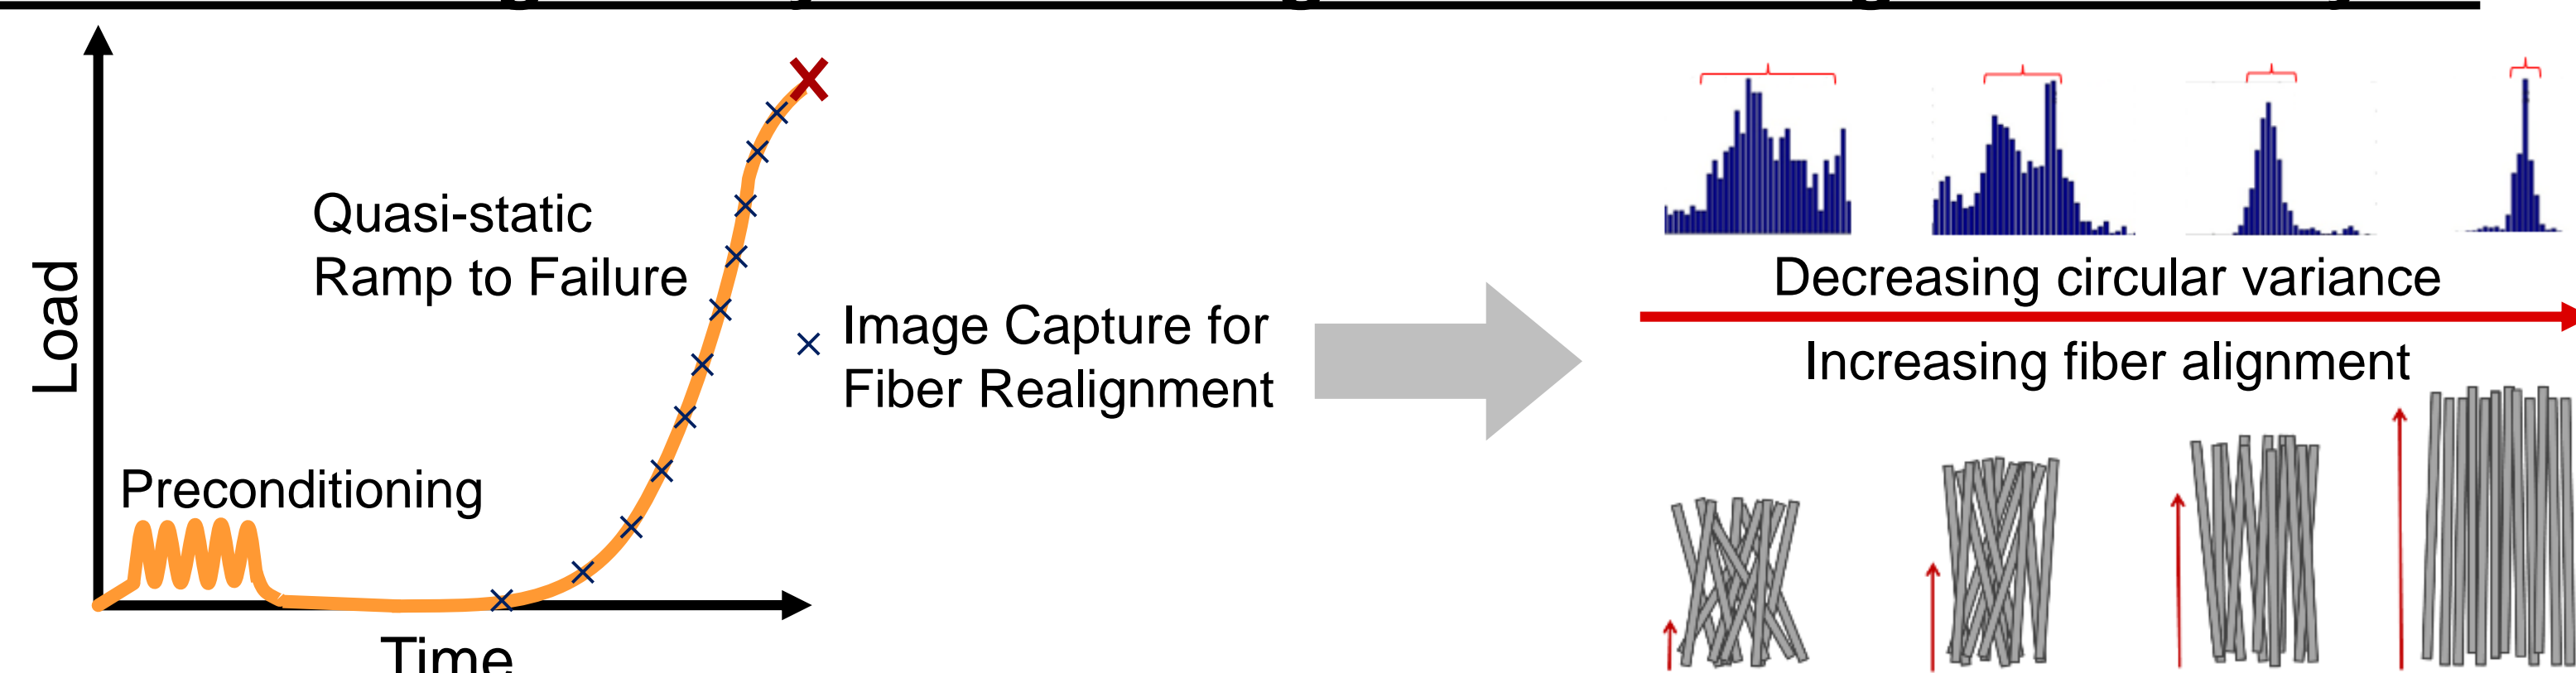 Load
Quasi-static
Ramp to Failure
Preconditioning
Time
Image Capture for
Fiber Realignment
Decreasing circular variance
Increasing fiber alignment